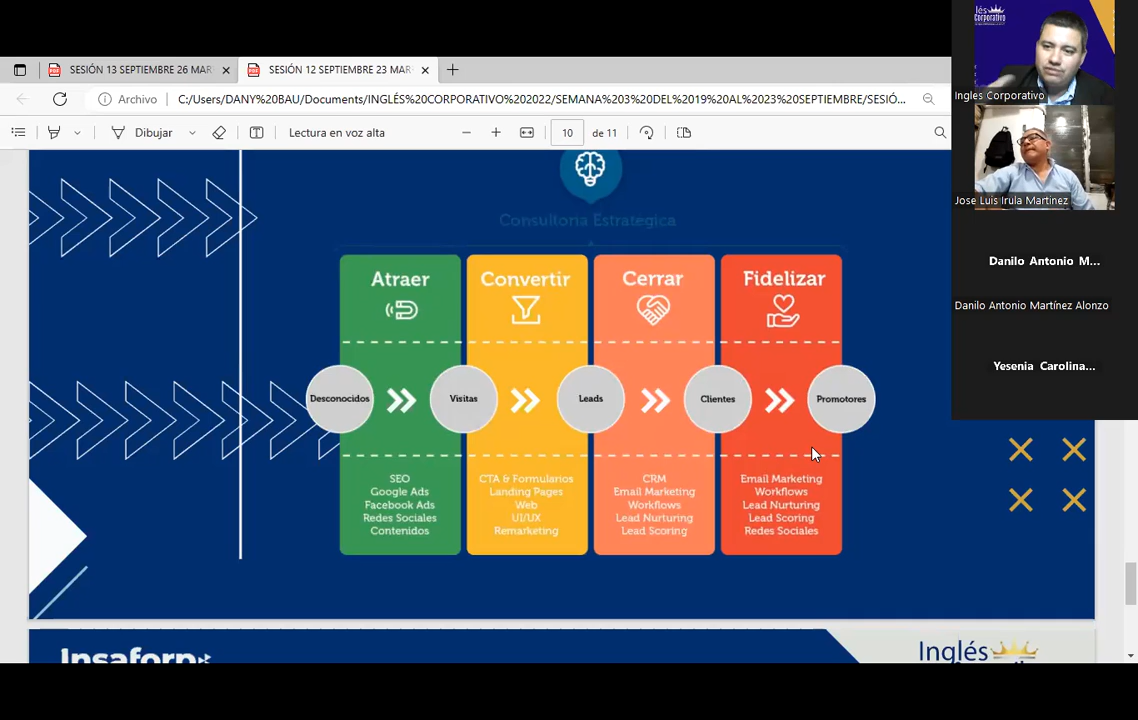 SESIÓN 13 SEPTIEMBRE 26 MAR
SESIÓN 12 SEPTIEMBRE 23 MAR
Archivo
C:/Users/DANY%20BAU/Documents/INGLÉS%20CORPORATIVO%202022/SEMANA%203%20DEL%2019%20AL%2023%20SEPTIEMBRE/SESIÓ...
Dibujar
Lectura en voz alta
10
de 11
Consultoria Estrategica
Atraer
Convertir
Cerrar
Fidelizar
Desconocidos
Visitas
Leads
Clientes
Promotores
SEO
Google Ads
Facebook Ads
Redes Sociales
Contenidos
CTA & Formularios
Landing Pages
Web
UI/UX
Remarketing
CRM
Email Marketing
Workflows
Lead Nurturing
Lead Scoring
Email Marketing
Workflows
Lead Nurturing
Lead Scoring
Redes Sociales
Insaforp
Inglés
lés
Corporativo
Ingles Corporativo
Jose Luis Irula Martinez
Danilo Antonio M...
Danilo Antonio Martínez Alonzo
Yesenia Carolina...